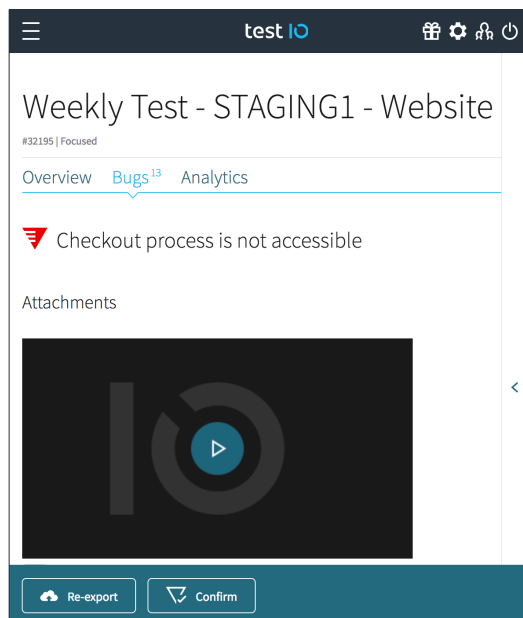 test IO
Weekly Test - STAGING1 - Website
#32195 | Focused
Overview Bugs 13 Analytics
Checkout process is not accessible
Attachments
Re-export Confirm